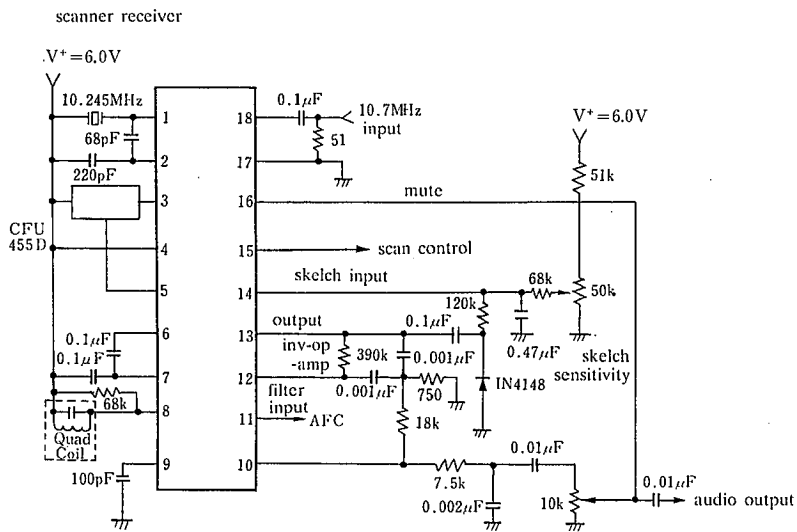 scanner receiver
V+=6.0V
10.245MHz
68pF
220pF
CFU
455D
0.1μF
0.1μF
68k
Quad
Coil
100pF
1
2
3
4
5
6
7
8
9
18
17
16
15
14
13
12
11
10
0.1μF
10.7MHz
input
51
mute
scan control
skelch input
output
inv-op
-amp
filter
input
AFC
390k
0.001μF
0.001μF
750
18k
0.1μF
120k
0.47μF
68k
IN4148
V+=6.0V
51k
50k
skelch
sensitivity
7.5k
0.002μF
0.01μF
10k
0.01μF
audio output